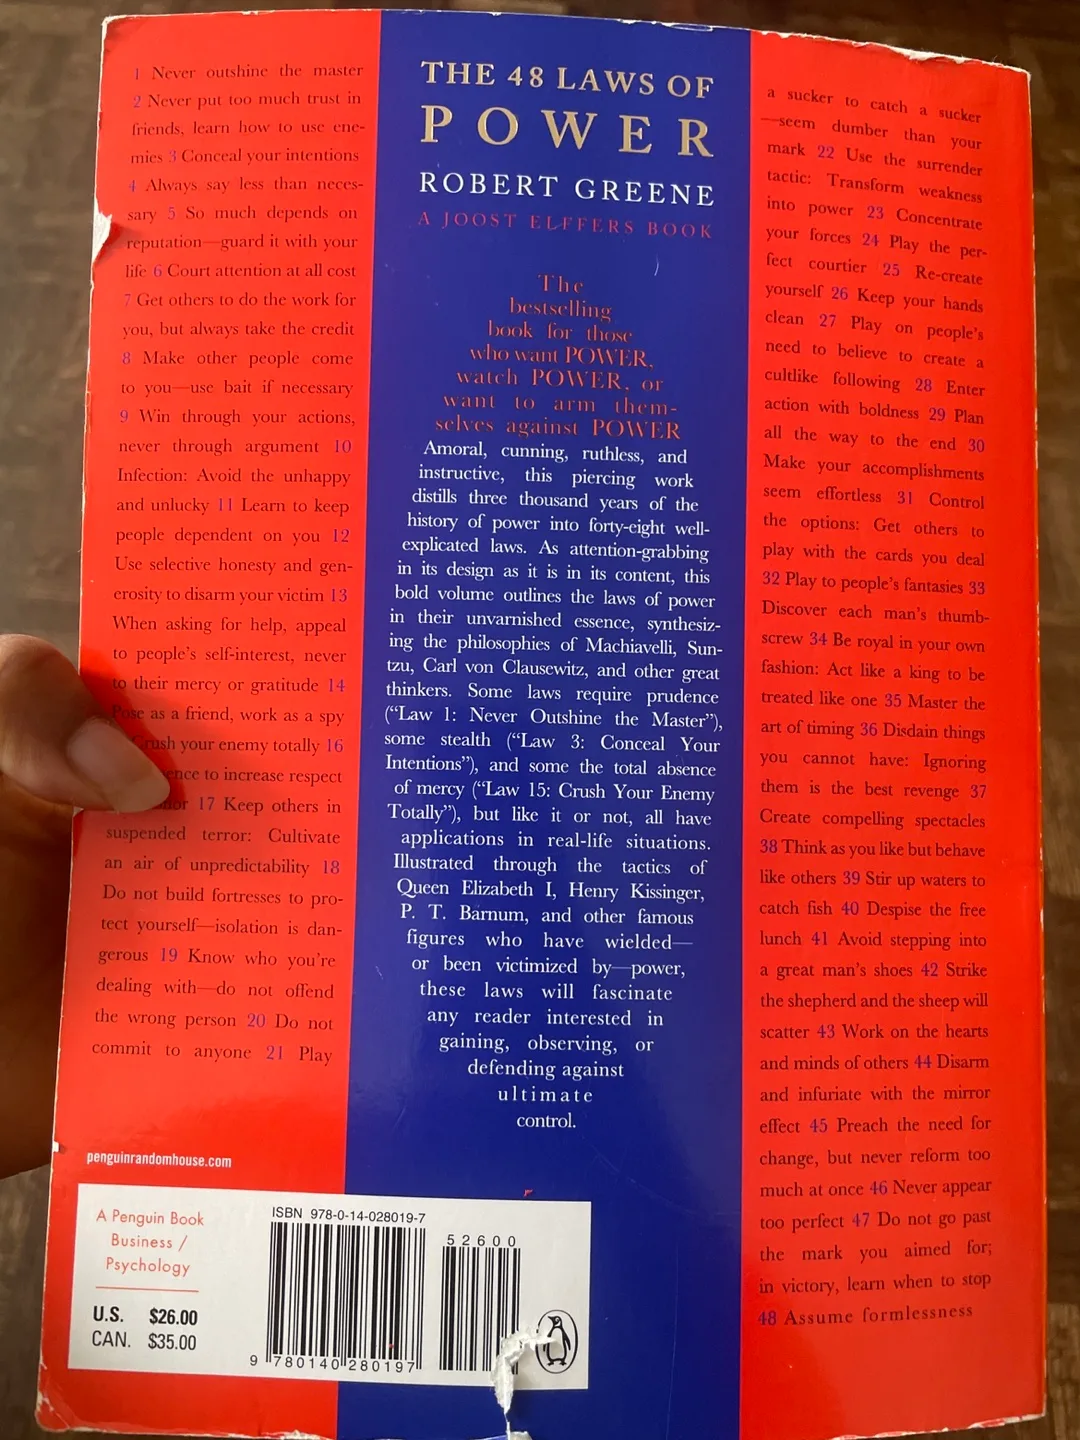 1 Never outshine the master
2 Never put too much trust in
friends, learn how to use ene-
mies 3 Conceal your intentions
4 Always say less than neces-
sary 5 So much depends on
reputation—guard it with your
life 6 Court attention at all cost
7 Get others to do the work for
you, but always take the credit
8 Make other people come
to you—use bait if necessary
9 Win through your actions,
never through argument 10
Infection: Avoid the unhappy
and unlucky 11 Learn to keep
people dependent on you 12
Use selective honesty and gen-
erosity to disarm your victim 13
When asking for help, appeal
to people's self-interest, never
to their mercy or gratitude 14
Pose as a friend, work as a spy
Crush your enemy totally 16
to increase respect
17 Keep others in
suspended terror: Cultivate
an air of unpredictability 18
Do not build fortresses to pro-
tect yourself—isolation is dan-
gerous 19 Know who you're
dealing with—do not offend
the wrong person 20 Do not
commit to anyone 21 Play
penguinrandomhouse.com
A Penguin Book
Business /
Psychology
U.S. $26.00
CAN. $35.00
ISBN 978-0-14-028019-7
52600
9 780140 280197
THE 48 LAWS OF
POWER
ROBERT GREENE
A JOOST ELFFERS BOOK
The
bestselling
book for those
who want POWER,
watch POWER, or
want to arm them-
selves against POWER
Amoral, cunning, ruthless, and
instructive, this piercing work
distills three thousand years of the
history of power into forty-eight well-
explicated laws. As attention-grabbing
in its design as it is in its content, this
bold volume outlines the laws of power
in their unvarnished essence, synthesiz-
ing the philosophies of Machiavelli, Sun-
tzu, Carl von Clausewitz, and other great
thinkers. Some laws require prudence
("Law 1: Never Outshine the Master"),
some stealth ("Law 3: Conceal Your
Intentions"), and some the total absence
of mercy ("Law 15: Crush Your Enemy
Totally"), but like it or not, all have
applications in real-life situations.
Illustrated through the tactics of
Queen Elizabeth I, Henry Kissinger,
P. T. Barnum, and other famous
figures who have wielded—
or been victimized by—power,
these laws will fascinate
any reader interested in
gaining, observing, or
defending against
ultimate
control.
a sucker to catch a sucker
—seem dumber than your
mark 22 Use the surrender
tactic: Transform weakness
into power 23 Concentrate
your forces 24 Play the per-
fect courtier 25 Re-create
yourself 26 Keep your hands
clean 27 Play on people's
need to believe to create a
cultlike following 28 Enter
action with boldness 29 Plan
all the way to the end 30
Make your accomplishments
seem effortless 31 Control
the options: Get others to
play with the cards you deal
32 Play to people's fantasies 33
Discover each man's thumb-
screw 34 Be royal in your own
fashion: Act like a king to be
treated like one 35 Master the
art of timing 36 Disdain things
you cannot have: Ignoring
them is the best revenge 37
Create compelling spectacles
38 Think as you like but behave
like others 39 Stir up waters to
catch fish 40 Despise the free
lunch 41 Avoid stepping into
a great man's shoes 42 Strike
the shepherd and the sheep will
scatter 43 Work on the hearts
and minds of others 44 Disarm
and infuriate with the mirror
effect 45 Preach the need for
change, but never reform too
much at once 46 Never appear
too perfect 47 Do not go past
the mark you aimed for;
in victory, learn when to stop
48 Assume formlessness